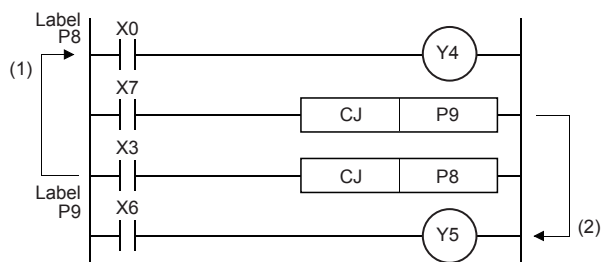 Label
P8
X0
Y4
(1)
X7
CJ P9
X3
CJ P8
Label
P9
X6
Y5
(2)